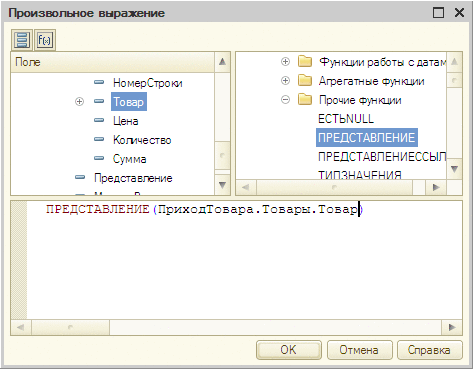 Произвольное выражение
Поле
НомерСтроки
Товар
Цена
Количество
Сумма
Представление
Функции работы с датам
Агрегатные функции
Прочие функции
ЕСТЬNULL
ПРЕДСТАВЛЕНИЕ
ПРЕДСТАВЛЕНИЕССЫЛ
ТИПЗНАЧЕНИЯ
ПРЕДСТАВЛЕНИЕ(ПриходТовара.Товары.Товар)
OK
Отмена
Справка